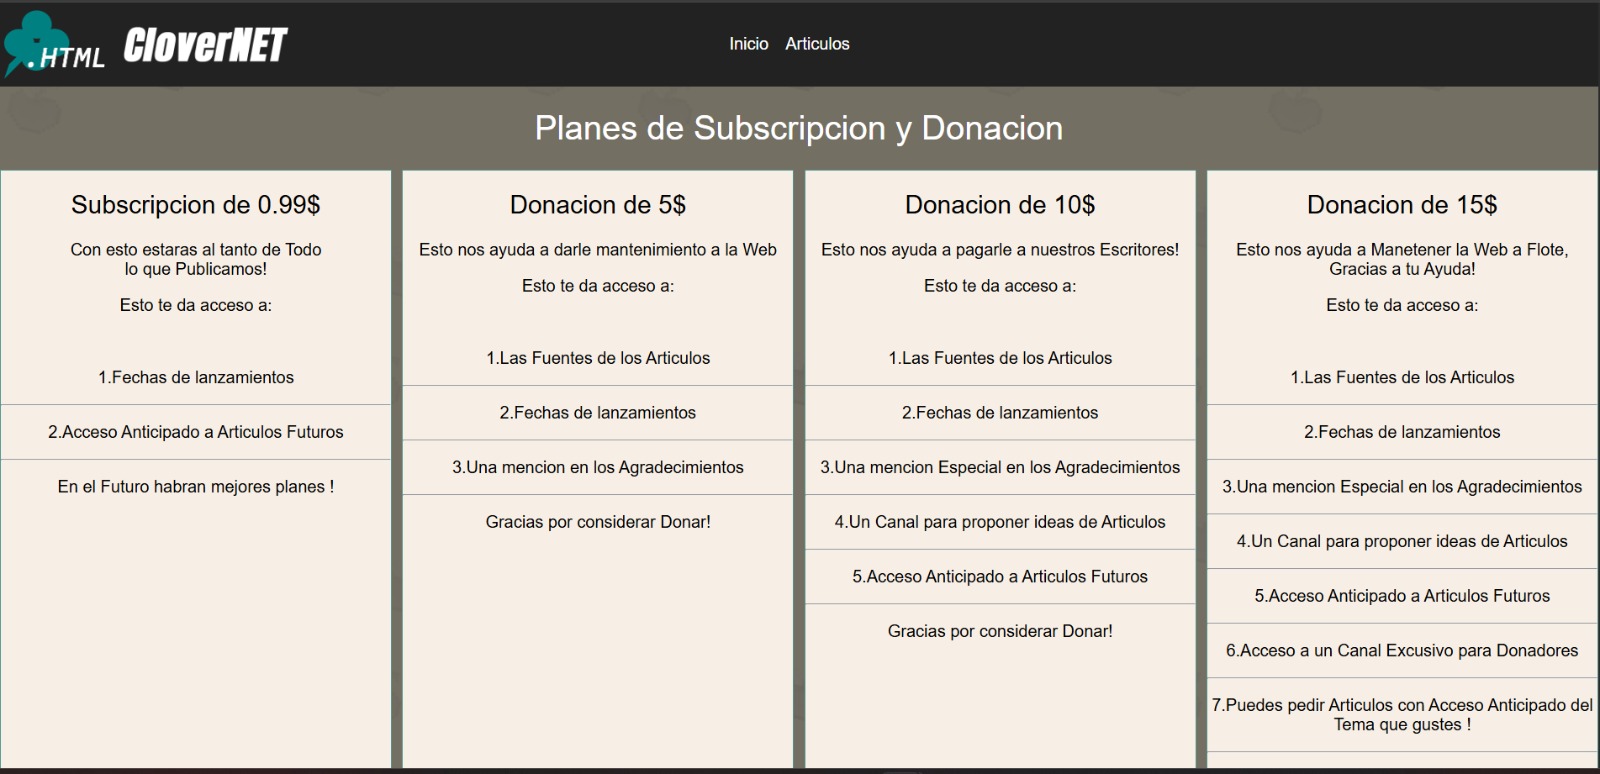 .HTML CloverNET
Inicio Articulos
Planes de Subscripcion y Donacion
Subscripcion de 0.99$
Con esto estaras al tanto de Todo
lo que Publicamos!
Esto te da acceso a:
1.Fechas de lanzamientos
2.Acceso Anticipado a Articulos Futuros
En el Futuro habran mejores planes !
Donacion de 5$
Esto nos ayuda a darle mantenimiento a la Web
Esto te da acceso a:
1.Las Fuentes de los Articulos
2.Fechas de lanzamientos
3.Una mencion en los Agradecimientos
Gracias por considerar Donar!
Donacion de 10$
Esto nos ayuda a pagarle a nuestros Escritores!
Esto te da acceso a:
1.Las Fuentes de los Articulos
2.Fechas de lanzamientos
3.Una mencion Especial en los Agradecimientos
4.Un Canal para proponer ideas de Articulos
5.Acceso Anticipado a Articulos Futuros
Gracias por considerar Donar!
Donacion de 15$
Esto nos ayuda a Manetener la Web a Flote,
Gracias a tu Ayuda!
Esto te da acceso a:
1.Las Fuentes de los Articulos
2.Fechas de lanzamientos
3.Una mencion Especial en los Agradecimientos
4.Un Canal para proponer ideas de Articulos
5.Acceso Anticipado a Articulos Futuros
6.Acceso a un Canal Excusivo para Donadores
7.Puedes pedir Articulos con Acceso Anticipado del
Tema que gustes !